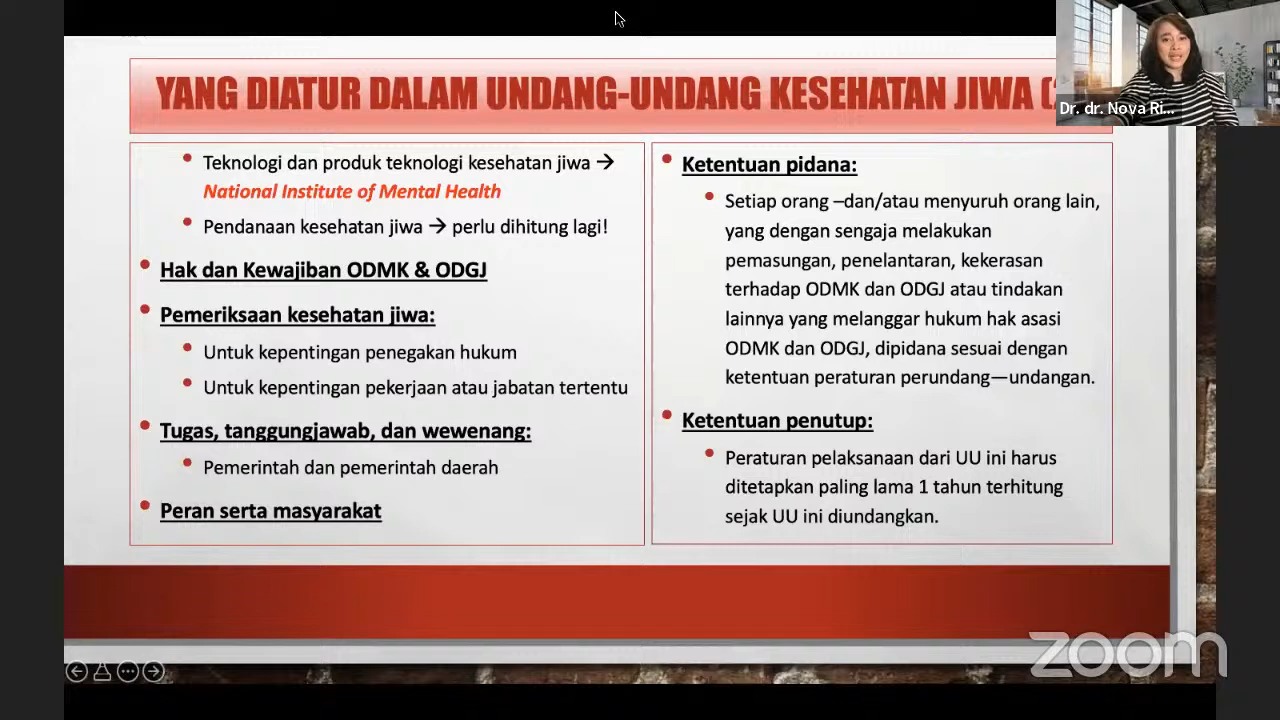 YANG DIATUR DALAM UNDANG-UNDANG KESEHATAN JIWA
Dr. dr. Nova Ri...
Teknologi dan produk teknologi kesehatan jiwa →
National Institute of Mental Health
Pendanaan kesehatan jiwa → perlu dihitung lagi!
Hak dan Kewajiban ODMK & ODGJ
Pemeriksaan kesehatan jiwa:
Untuk kepentingan penegakan hukum
Untuk kepentingan pekerjaan atau jabatan tertentu
Tugas, tanggungjawab, dan wewenang:
Pemerintah dan pemerintah daerah
Peran serta masyarakat
Ketentuan pidana:
Setiap orang –dan/atau menyuruh orang lain,
yang dengan sengaja melakukan
pemasungan, penelantaran, kekerasan
terhadap ODMK dan ODGJ atau tindakan
lainnya yang melanggar hukum hak asasi
ODMK dan ODGJ, dipidana sesuai dengan
ketentuan peraturan perundang—undangan.
Ketentuan penutup:
Peraturan pelaksanaan dari UU ini harus
ditetapkan paling lama 1 tahun terhitung
sejak UU ini diundangkan.
zoom